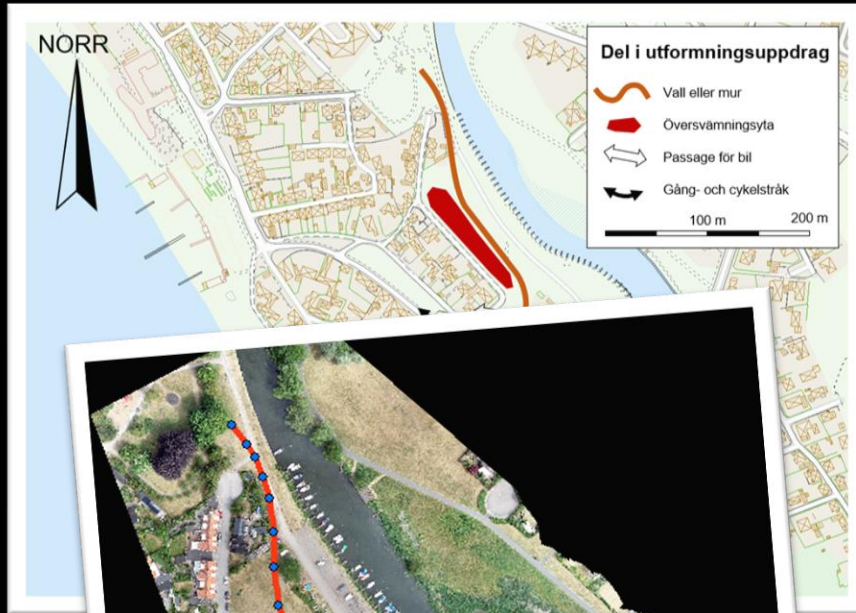 NORR
Del i utformningsuppdrag
Vall eller mur
Översvämningsyta
Passage för bil
Gång- och cykelstråk
100 m 200 m